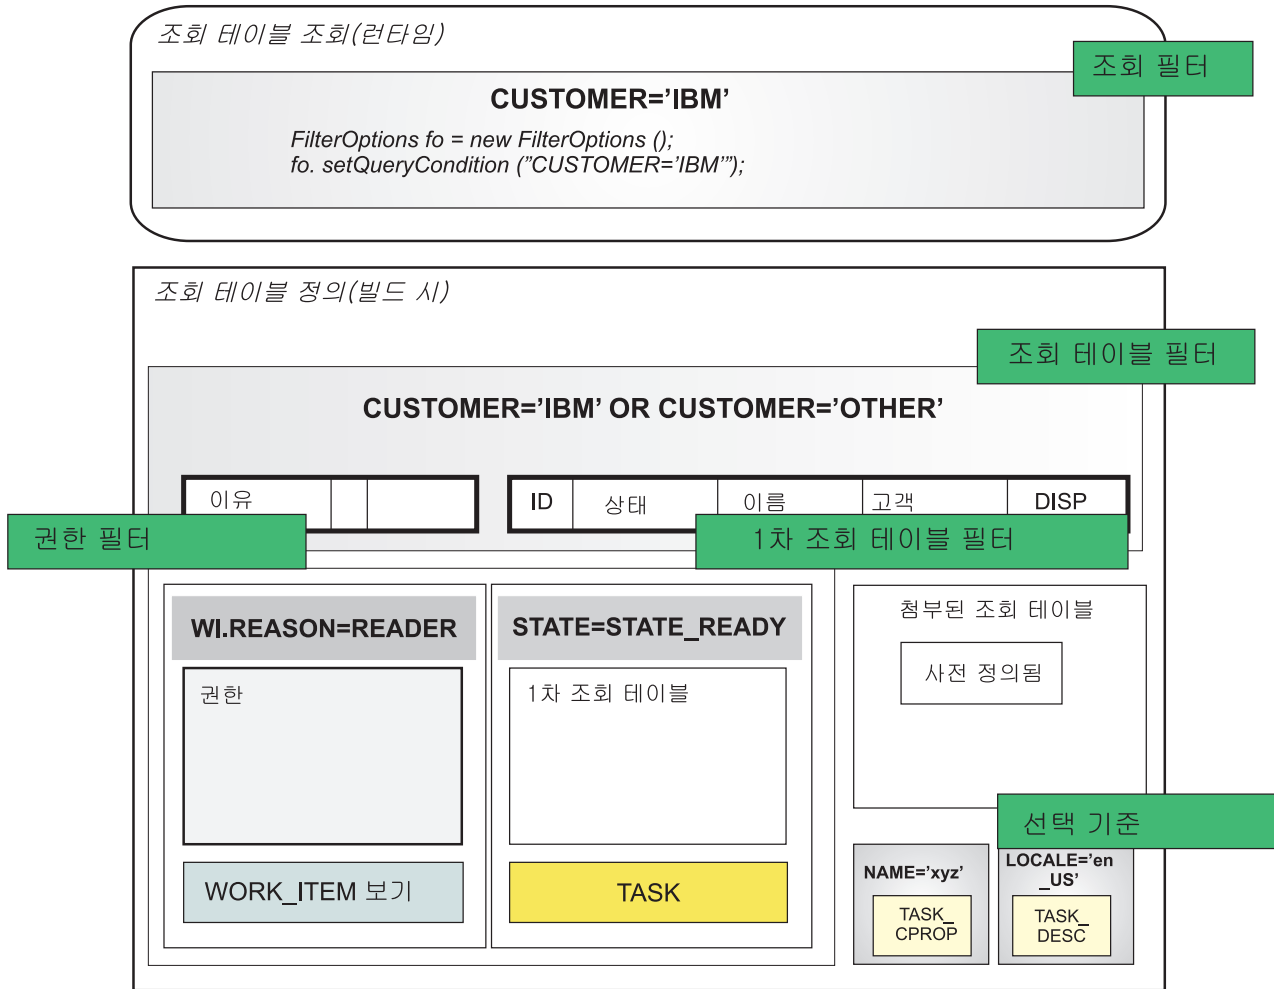 조회 테이블 조회(런타임)
조회 필터
CUSTOMER=’IBM’
FilterOptions fo = new FilterOptions ();
fo. setQueryCondition (”CUSTOMER=’IBM’”);
조회 테이블 정의(빌드 시)
조회 테이블 필터
CUSTOMER=’IBM’ OR CUSTOMER=’OTHER’
이유
ID
상태
이름
고객
DISP
권한 필터
1차 조회 테이블 필터
WI.REASON=READER
STATE=STATE_READY
첨부된 조회 테이블
사전 정의됨
권한
1차 조회 테이블
선택 기준
WORK_ITEM 보기
TASK
NAME=’xyz’
TASK_
CPROP
LOCALE=’en
_US’
TASK_
DESC